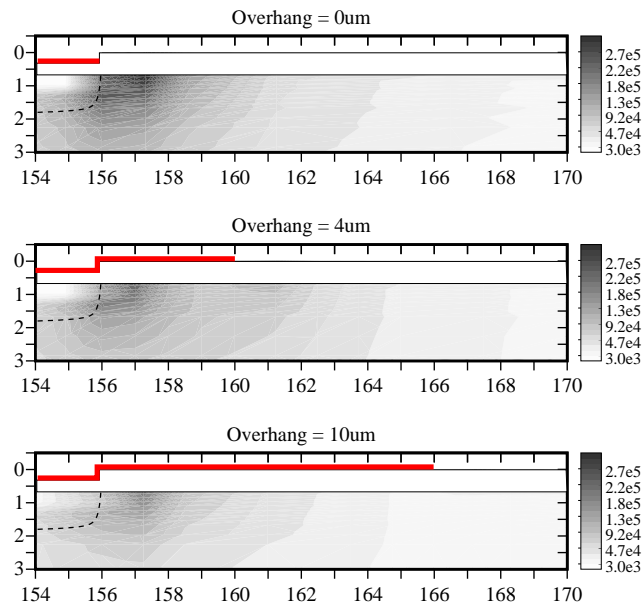 Overhang = 0um
0
1
2
3
154 156 158 160 162 164 166 168 170
2.7e5
2.2e5
1.8e5
1.3e5
9.2e4
4.7e4
3.0e3
Overhang = 4um
0
1
2
3
154 156 158 160 162 164 166 168 170
2.7e5
2.2e5
1.8e5
1.3e5
9.2e4
4.7e4
3.0e3
Overhang = 10um
0
1
2
3
154 156 158 160 162 164 166 168 170
2.7e5
2.2e5
1.8e5
1.3e5
9.2e4
4.7e4
3.0e3